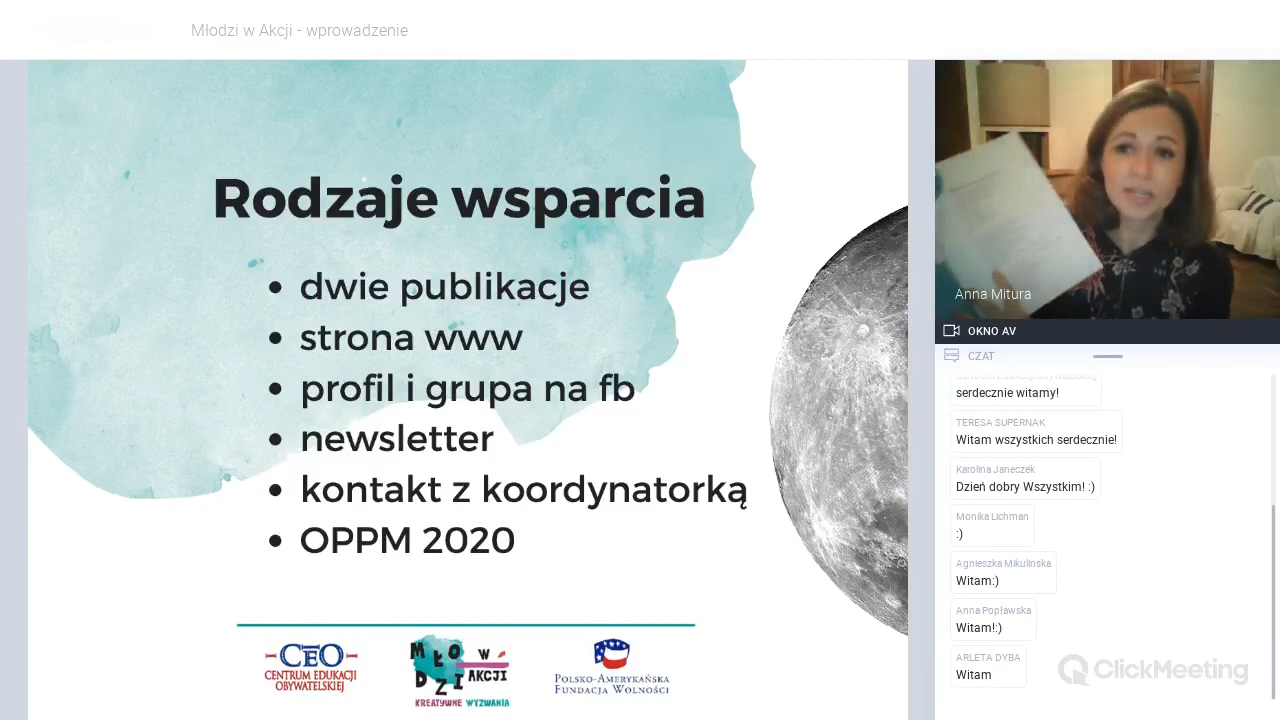 CEO
Młodzi w Akcji - wprowadzenie
Rodzaje wsparcia
• dwie publikacje
• strona www
• profil i grupa na fb
• newsletter
• kontakt z koordynatorką
• OPPM 2020
CEO
CENTRUM EDUKACJI
OBYWATELSKIEJ
MŁO
DZI
W
AKCJI
KREATYWNE WYZWANIA
POLSKO-AMERYKAŃSKA
FUNDACJA WOLNOŚCI
Anna Mitura
OKNO AV
CZAT
serdecznie witamy!
TERESA SUPERNAK
Witam wszystkich serdecznie!
Karolina Janeczek
Dzień dobry Wszystkim! :)
Monika Lichman
:)
Agnieszka Mikulinska
Witam:)
Anna Popławska
Witam!:)
ARLETA DYBA
Witam
ClickMeeting